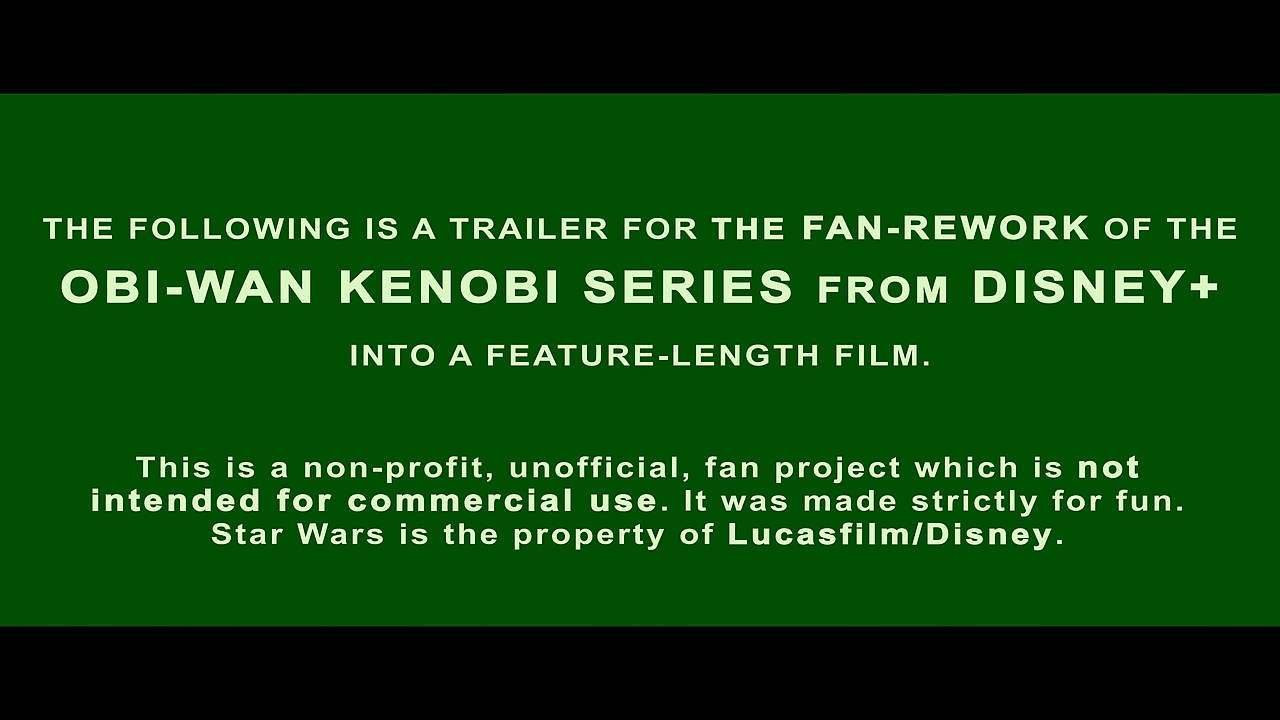 THE FOLLOWING IS A TRAILER FOR THE FAN-REWORK OF THE
OBI-WAN KENOBI SERIES FROM DISNEY+
INTO A FEATURE-LENGTH FILM.
This is a non-profit, unofficial, fan project which is not
intended for commercial use. It was made strictly for fun.
Star Wars is the property of Lucasfilm/Disney.